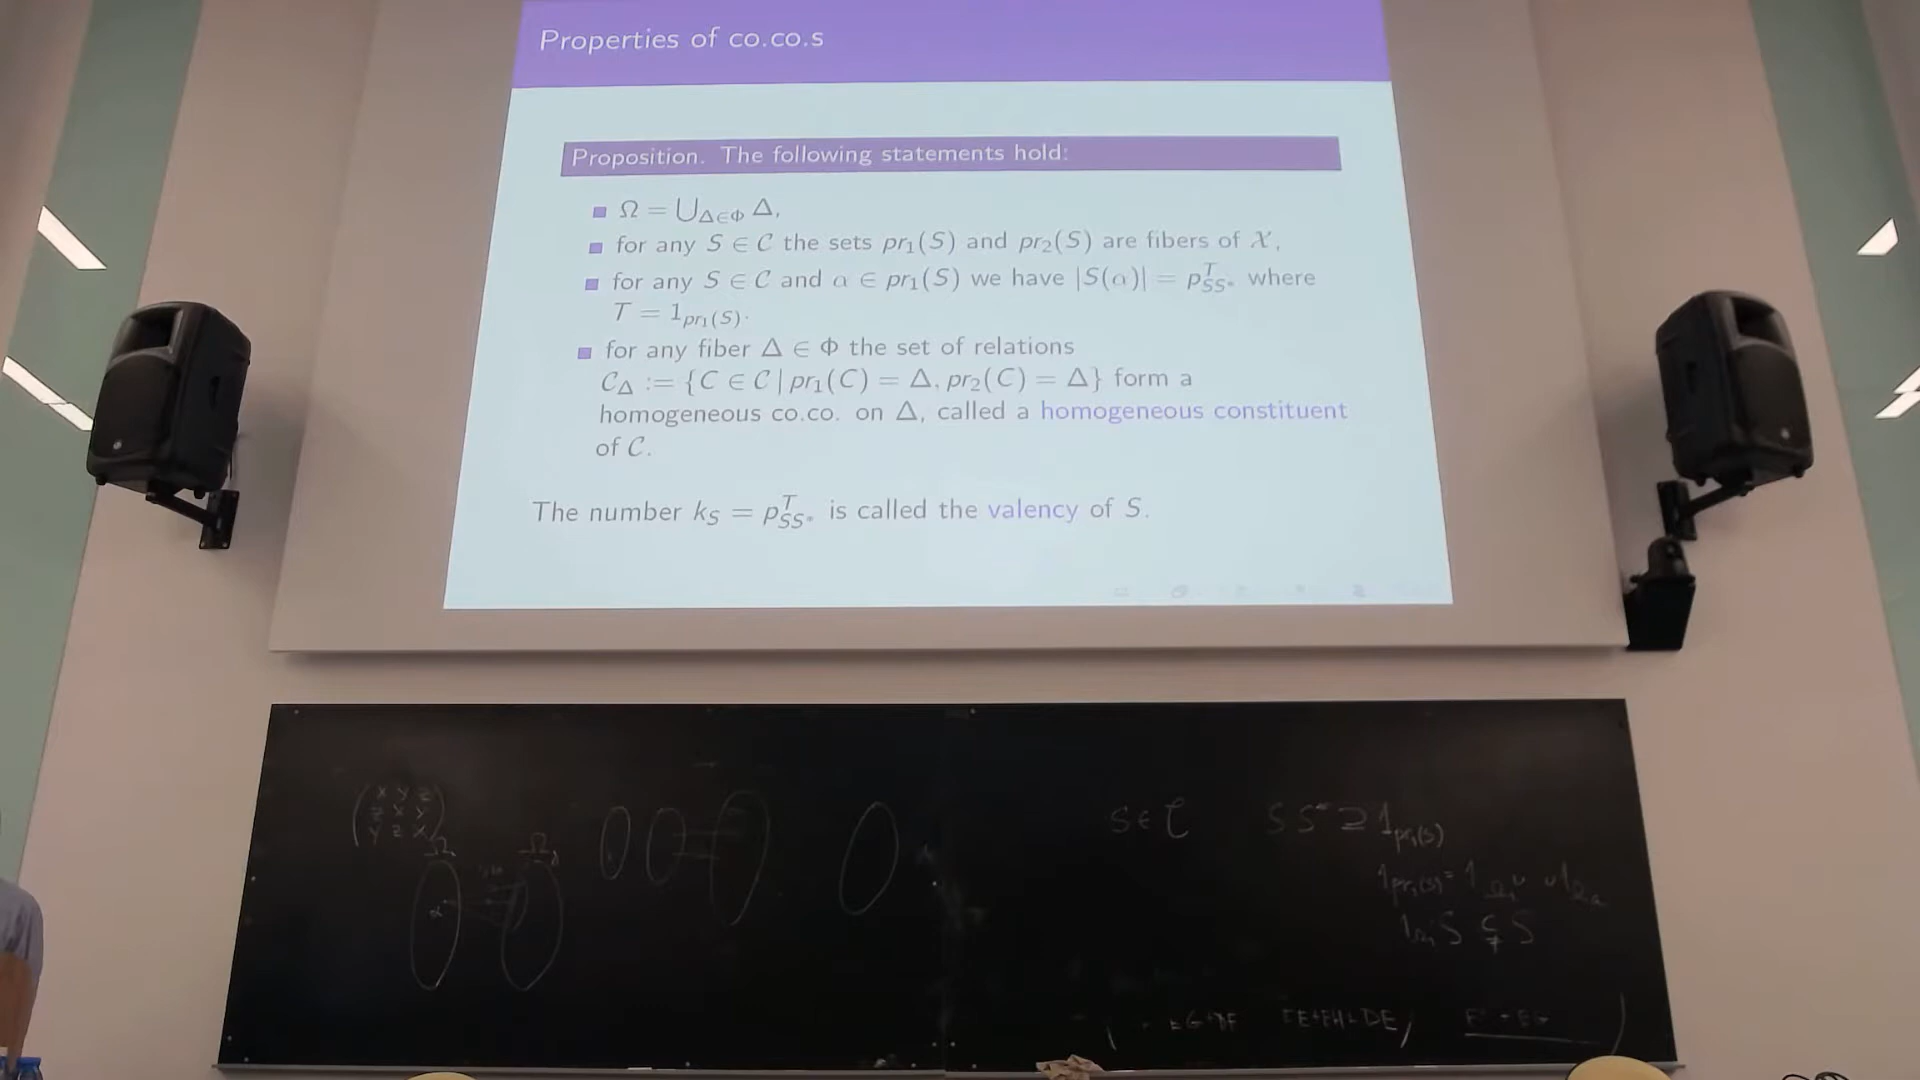 Properties of co.co.s
Proposition. The following statements hold:
Ω = ⋃_{Δ∈Φ} Δ,
for any S ∈ 𝒞 the sets pr₁(S) and pr₂(S) are fibers of 𝒳,
for any S ∈ 𝒞 and α ∈ pr₁(S) we have |S(α)| = p^T_{SS*} where
T = 1_{pr₁(S)}.
for any fiber Δ ∈ Φ the set of relations
𝒞_Δ := {C ∈ 𝒞 | pr₁(C) = Δ, pr₂(C) = Δ} form a
homogeneous co.co. on Δ, called a homogeneous constituent
of 𝒞.
The number k_S = p^T_{SS*} is called the valency of S.
X Y Z
Z X Y
Y Z X
Ω Ω
α
S ∈ 𝒞 SS* ⊇ 1_{pr₁(S)}